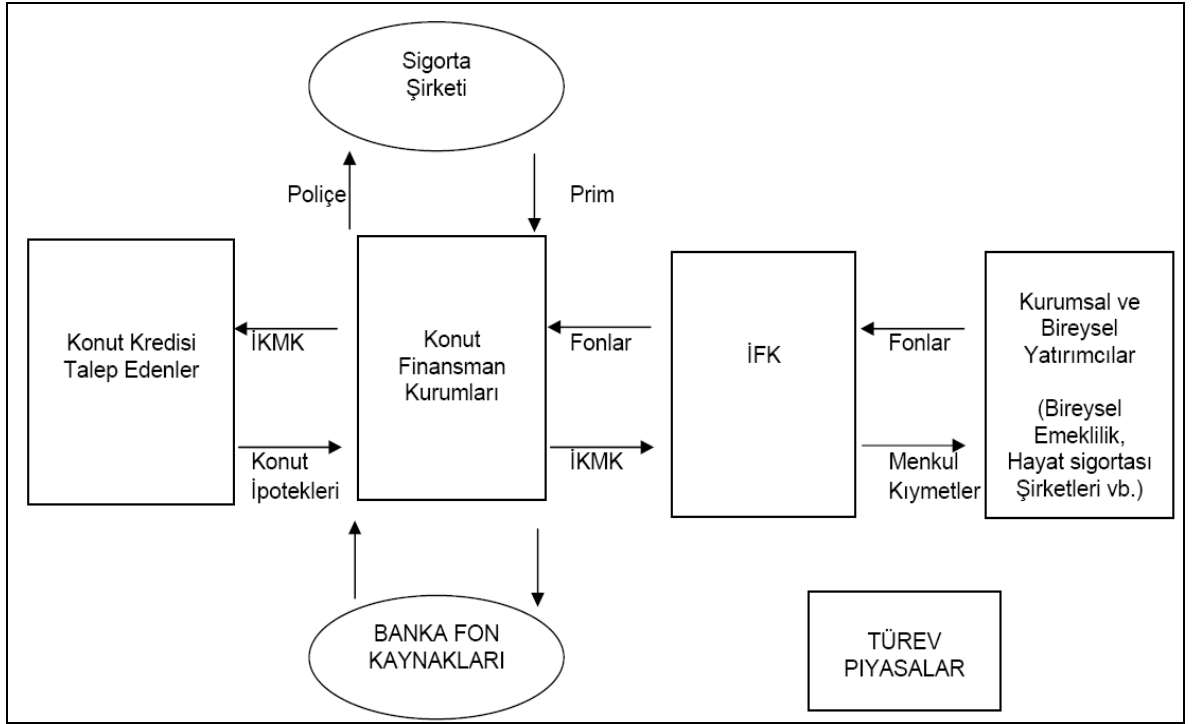 Sigorta
Şirketi
Poliçe
Prim
Konut Kredisi
Talep Edenler
İKMK
Konut
İpotekleri
Konut
Finansman
Kurumları
Fonlar
İKMK
İFK
Fonlar
Menkul
Kıymetler
Kurumsal ve
Bireysel
Yatırımcılar
(Bireysel
Emeklilik,
Hayat sigortası
Şirketleri vb.)
BANKA FON
KAYNAKLARI
TÜREV
PIYASALAR